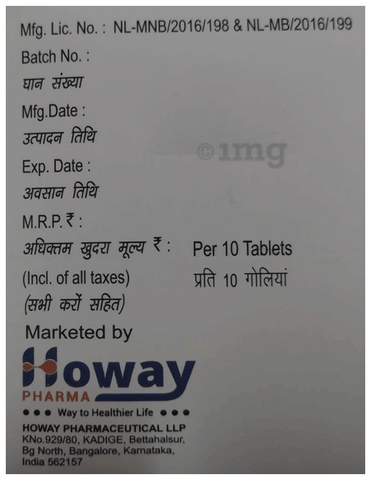 Mfg. Lic. No. : NL-MNB/2016/198 & NL-MB/2016/199
Batch No. :
घान संख्या
Mfg.Date :
उत्पादन तिथि
Exp. Date :
अवसान तिथि
©1mg
M.R.P.₹ :
अधिक्तम खुदरा मूल्य ₹ : Per 10 Tablets
(Incl. of all taxes) प्रति 10 गोलियां
(सभी करों सहित)
Marketed by
Howay
PHARMA
Way to Healthier Life
HOWAY PHARMACEUTICAL LLP
KNo.929/80, KADIGE, Bettahalsur,
Bg North, Bangalore, Karnataka,
India 562157